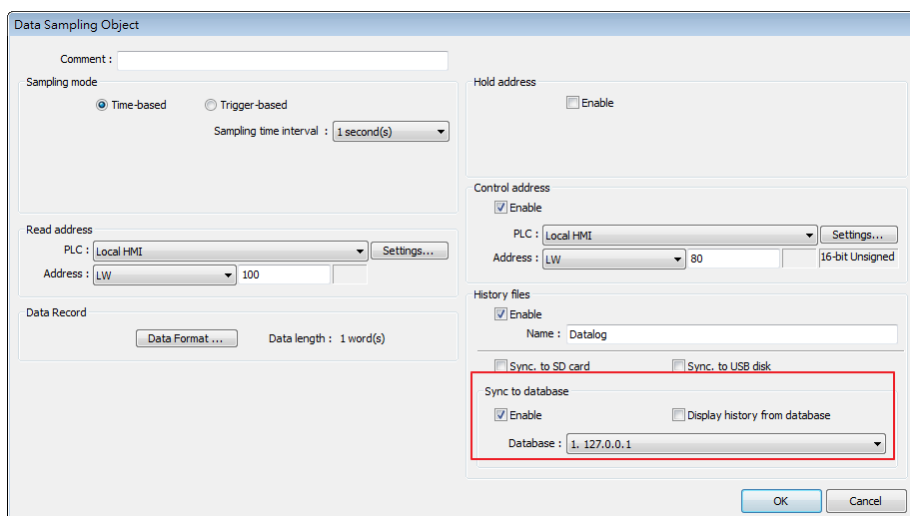 Data Sampling Object
Comment :
Sampling mode
Time-based Trigger-based
Sampling time interval : 1 second(s)
Read address
PLC : Local HMI Settings...
Address : LW 100
Data Record
Data Format ... Data length : 1 word(s)
Hold address
Enable
Control address
Enable
PLC : Local HMI Settings...
Address : LW 80 16-bit Unsigned
History files
Enable
Name : Datalog
Sync. to SD card Sync. to USB disk
Sync to database
Enable Display history from database
Database : 1. 127.0.0.1
OK Cancel